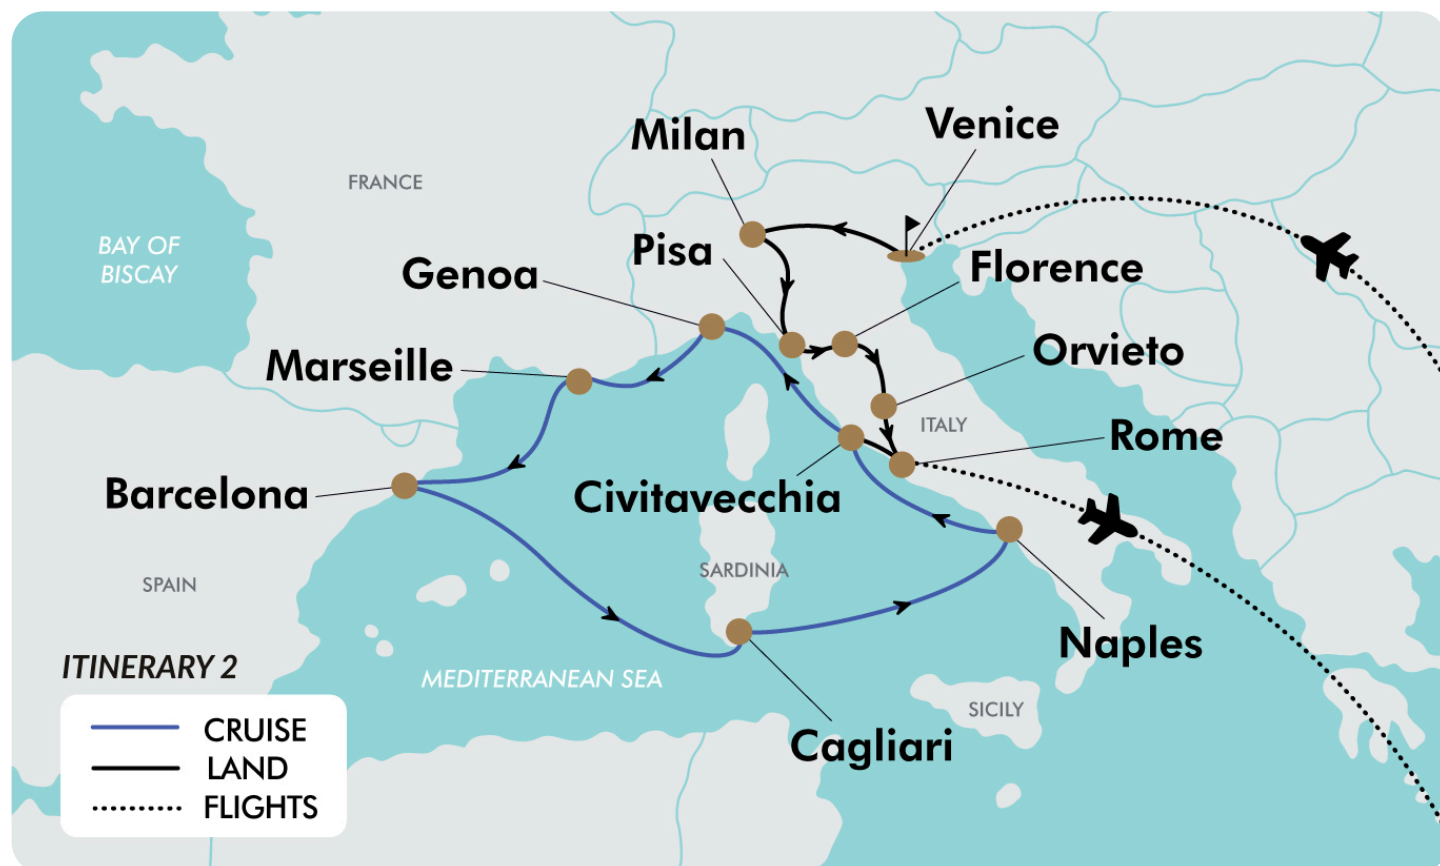 Venice
Milan
FRANCE
Pisa
BAY OF
BISCAY
Genoa
Florence
Orvieto
Marseille
ITALY
Rome
Barcelona
Civitavecchia
SARDINIA
SPAIN
Naples
ITINERARY 2
MEDITERRANEAN SEA
SICILY
Cagliari
CRUISE
LAND
FLIGHTS